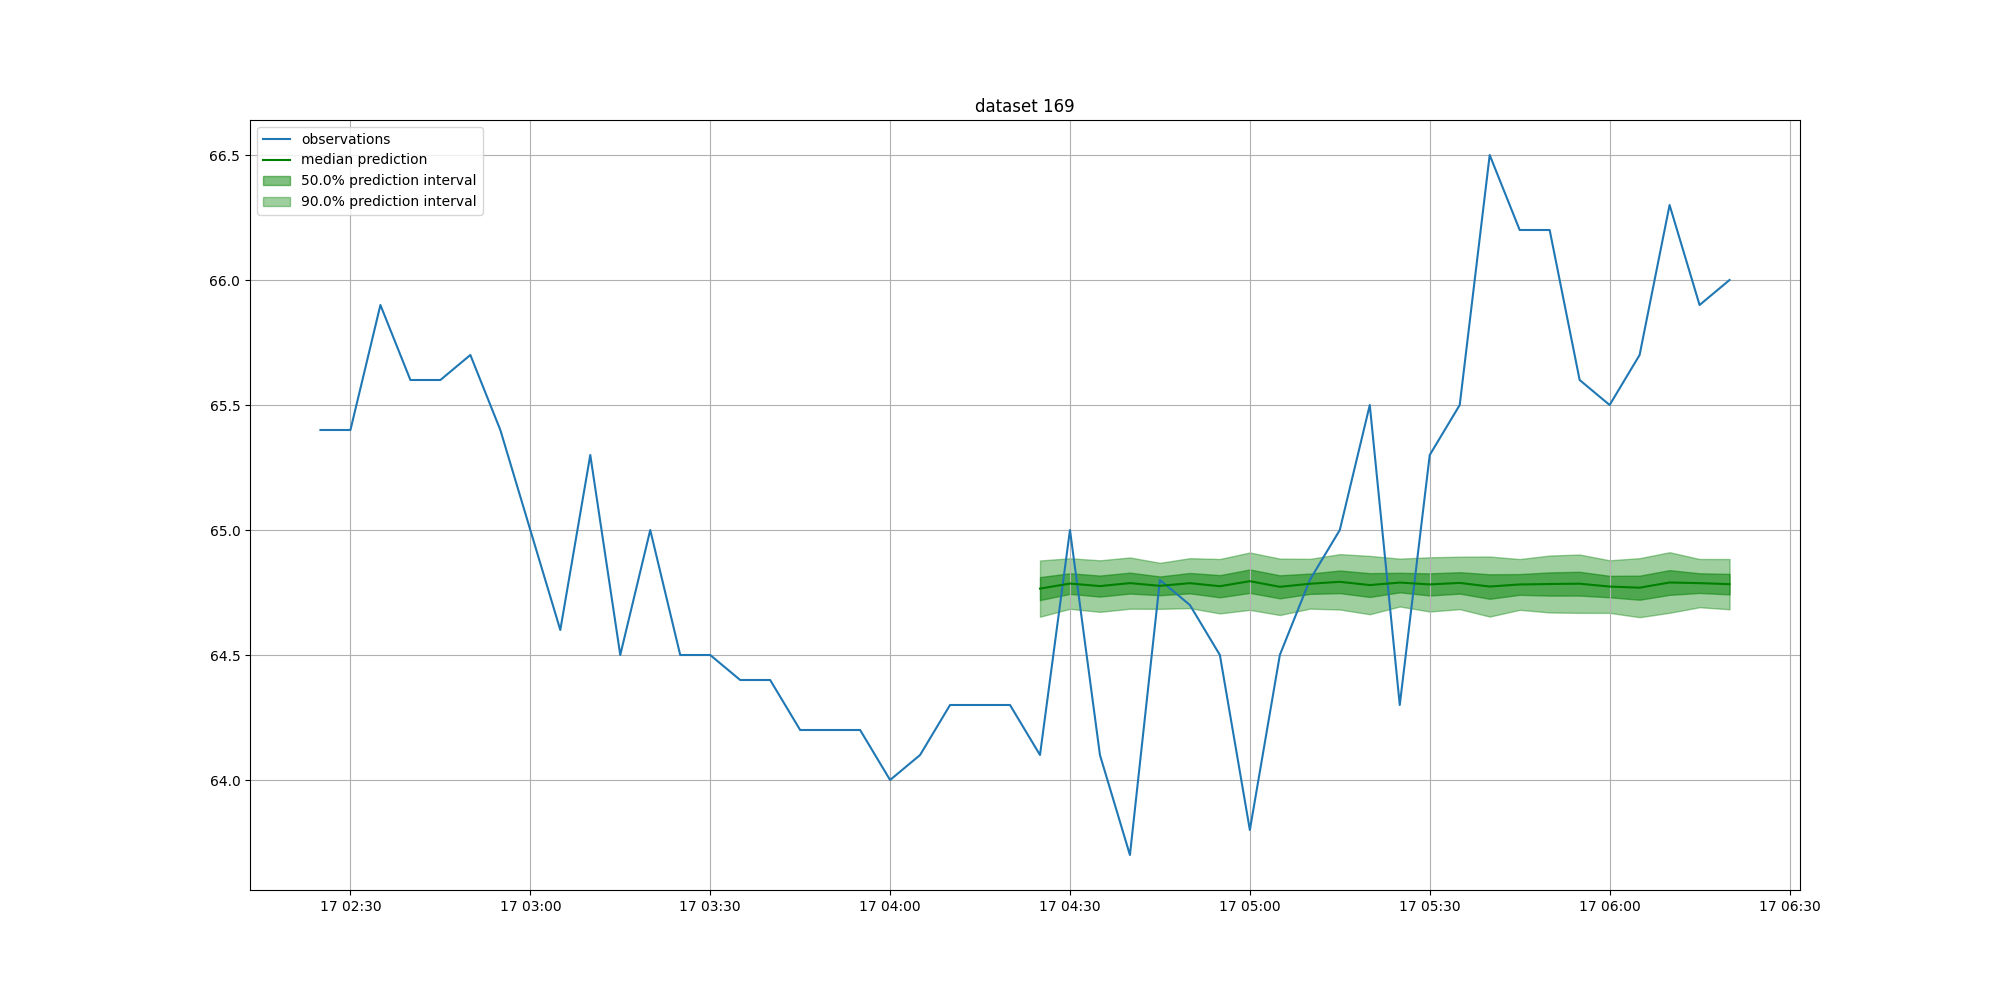 dataset 169
observations
median prediction
50.0% prediction interval
90.0% prediction interval
66.5
66.0
65.5
65.0
64.5
64.0
17 02:30 17 03:00 17 03:30 17 04:00 17 04:30 17 05:00 17 05:30 17 06:00 17 06:30